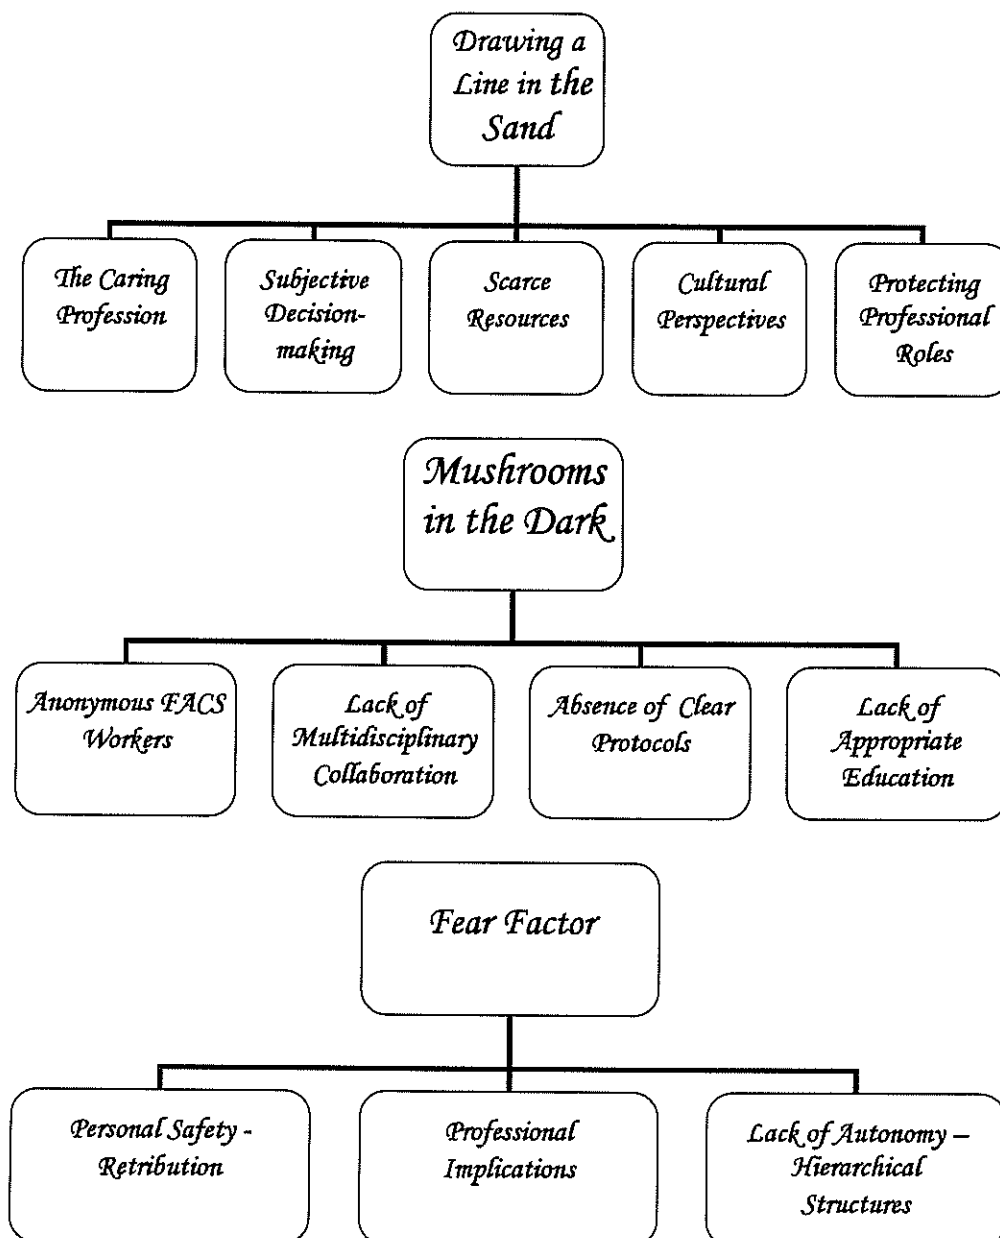 Drawing a
Line in the
Sand
The Caring
Profession
Subjective
Decision-
making
Scarce
Resources
Cultural
Perspectives
Protecting
Professional
Roles
Mushrooms
in the Dark
Anonymous FACS
Workers
Lack of
Multidisciplinary
Collaboration
Absence of Clear
Protocols
Lack of
Appropriate
Education
Fear Factor
Personal Safety -
Retribution
Professional
Implications
Lack of Autonomy –
Hierarchical
Structures